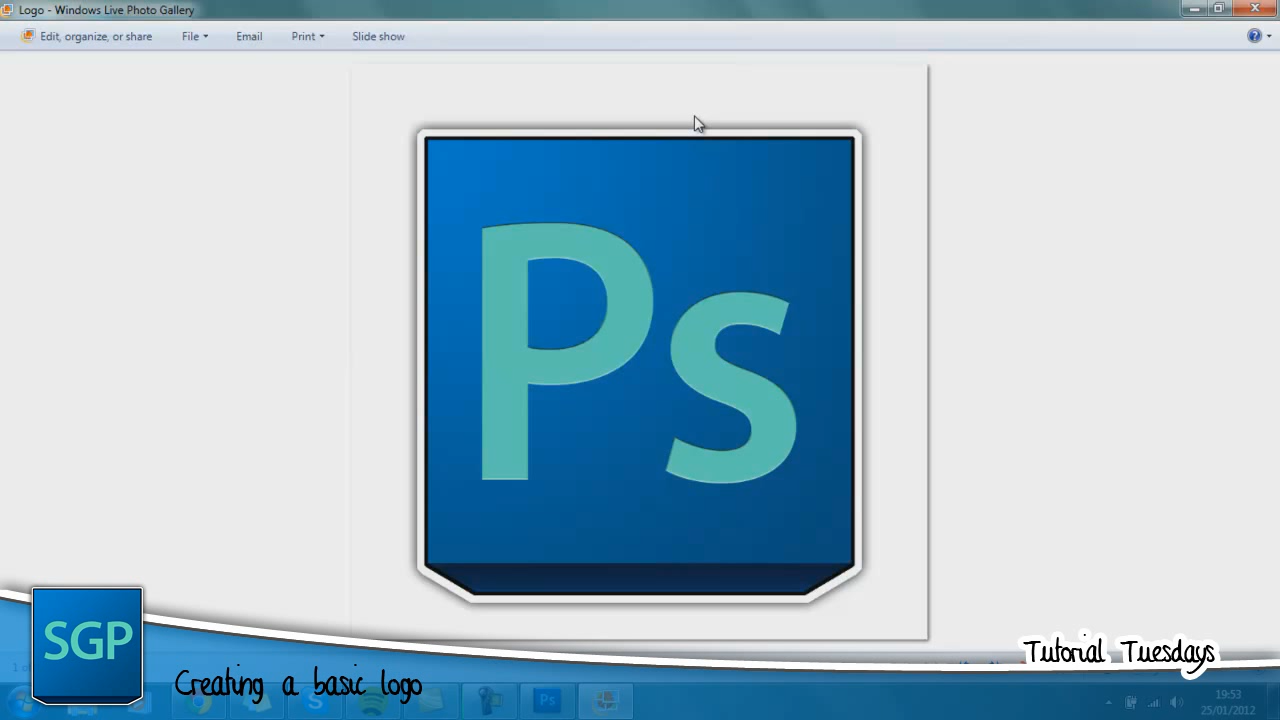 Logo - Windows Live Photo Gallery
Edit, organize, or share File Email Print Slide show
Ps
SGP
Tutorial Tuesdays
Creating a basic logo
Ps
19:53
25/01/2012